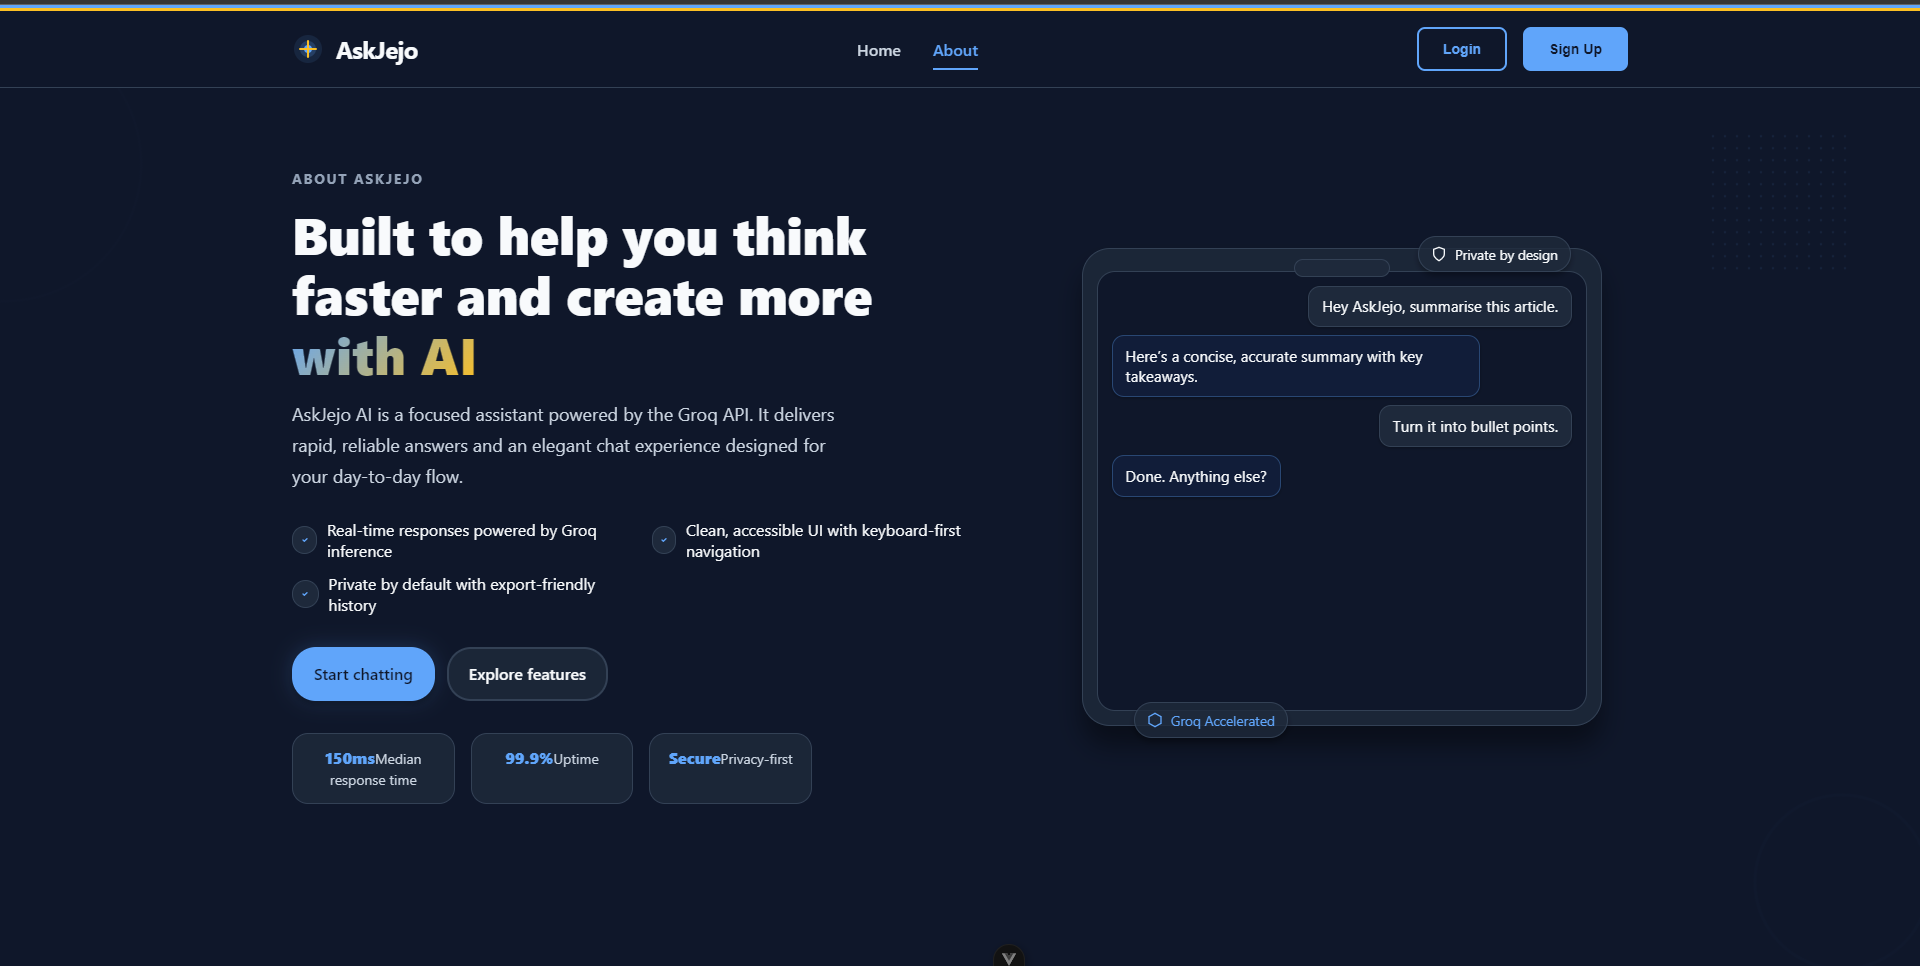 AskJejo
Home
About
Login
Sign Up
ABOUT ASKJEJO
Built to help you think
faster and create more
with AI
AskJejo AI is a focused assistant powered by the Groq API. It delivers
rapid, reliable answers and an elegant chat experience designed for
your day-to-day flow.
Real-time responses powered by Groq
inference
Clean, accessible UI with keyboard-first
navigation
Private by default with export-friendly
history
Start chatting
Explore features
150msMedian
response time
99.9%Uptime
SecurePrivacy-first
Private by design
Hey AskJejo, summarise this article.
Here’s a concise, accurate summary with key
takeaways.
Turn it into bullet points.
Done. Anything else?
Groq Accelerated